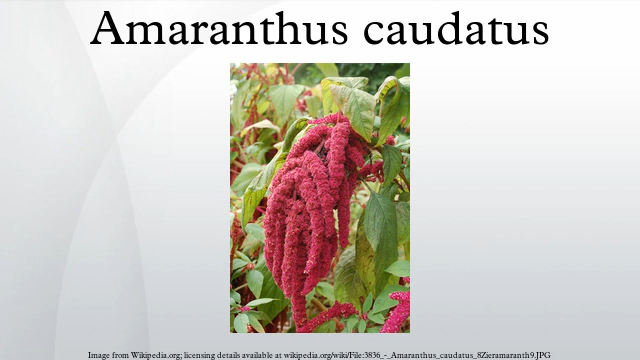 Amaranthus caudatus
Image from Wikipedia.org; licensing details available at wikipedia.org/wiki/File:3836_-_Amaranthus_caudatus_8Zieramaranth9.JPG